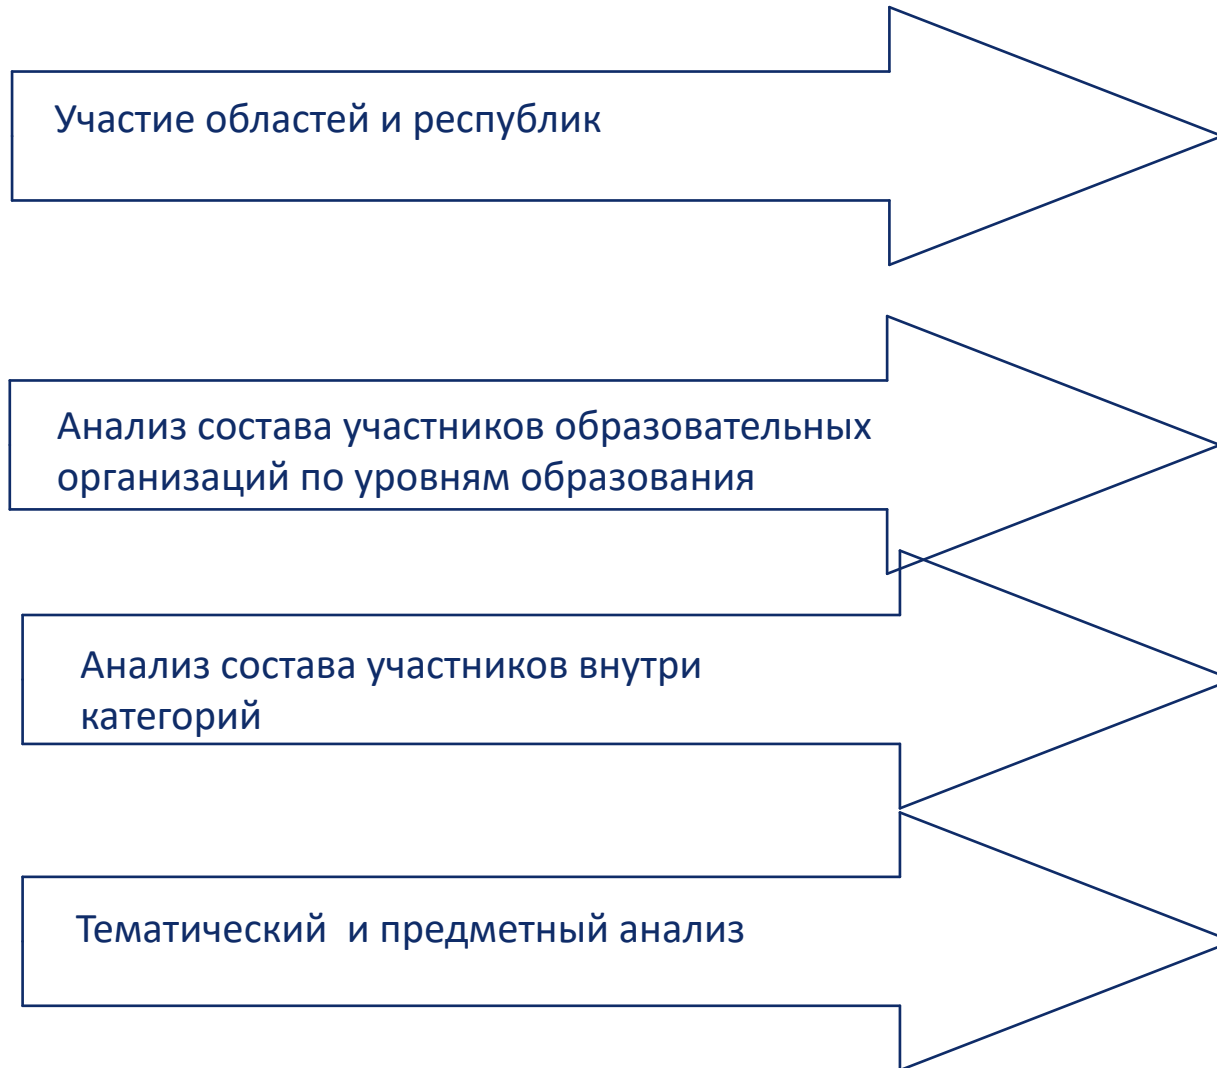 Участие областей и республик
Анализ состава участников образовательных
организаций по уровням образования
Анализ состава участников внутри
категорий
Тематический  и предметный анализ